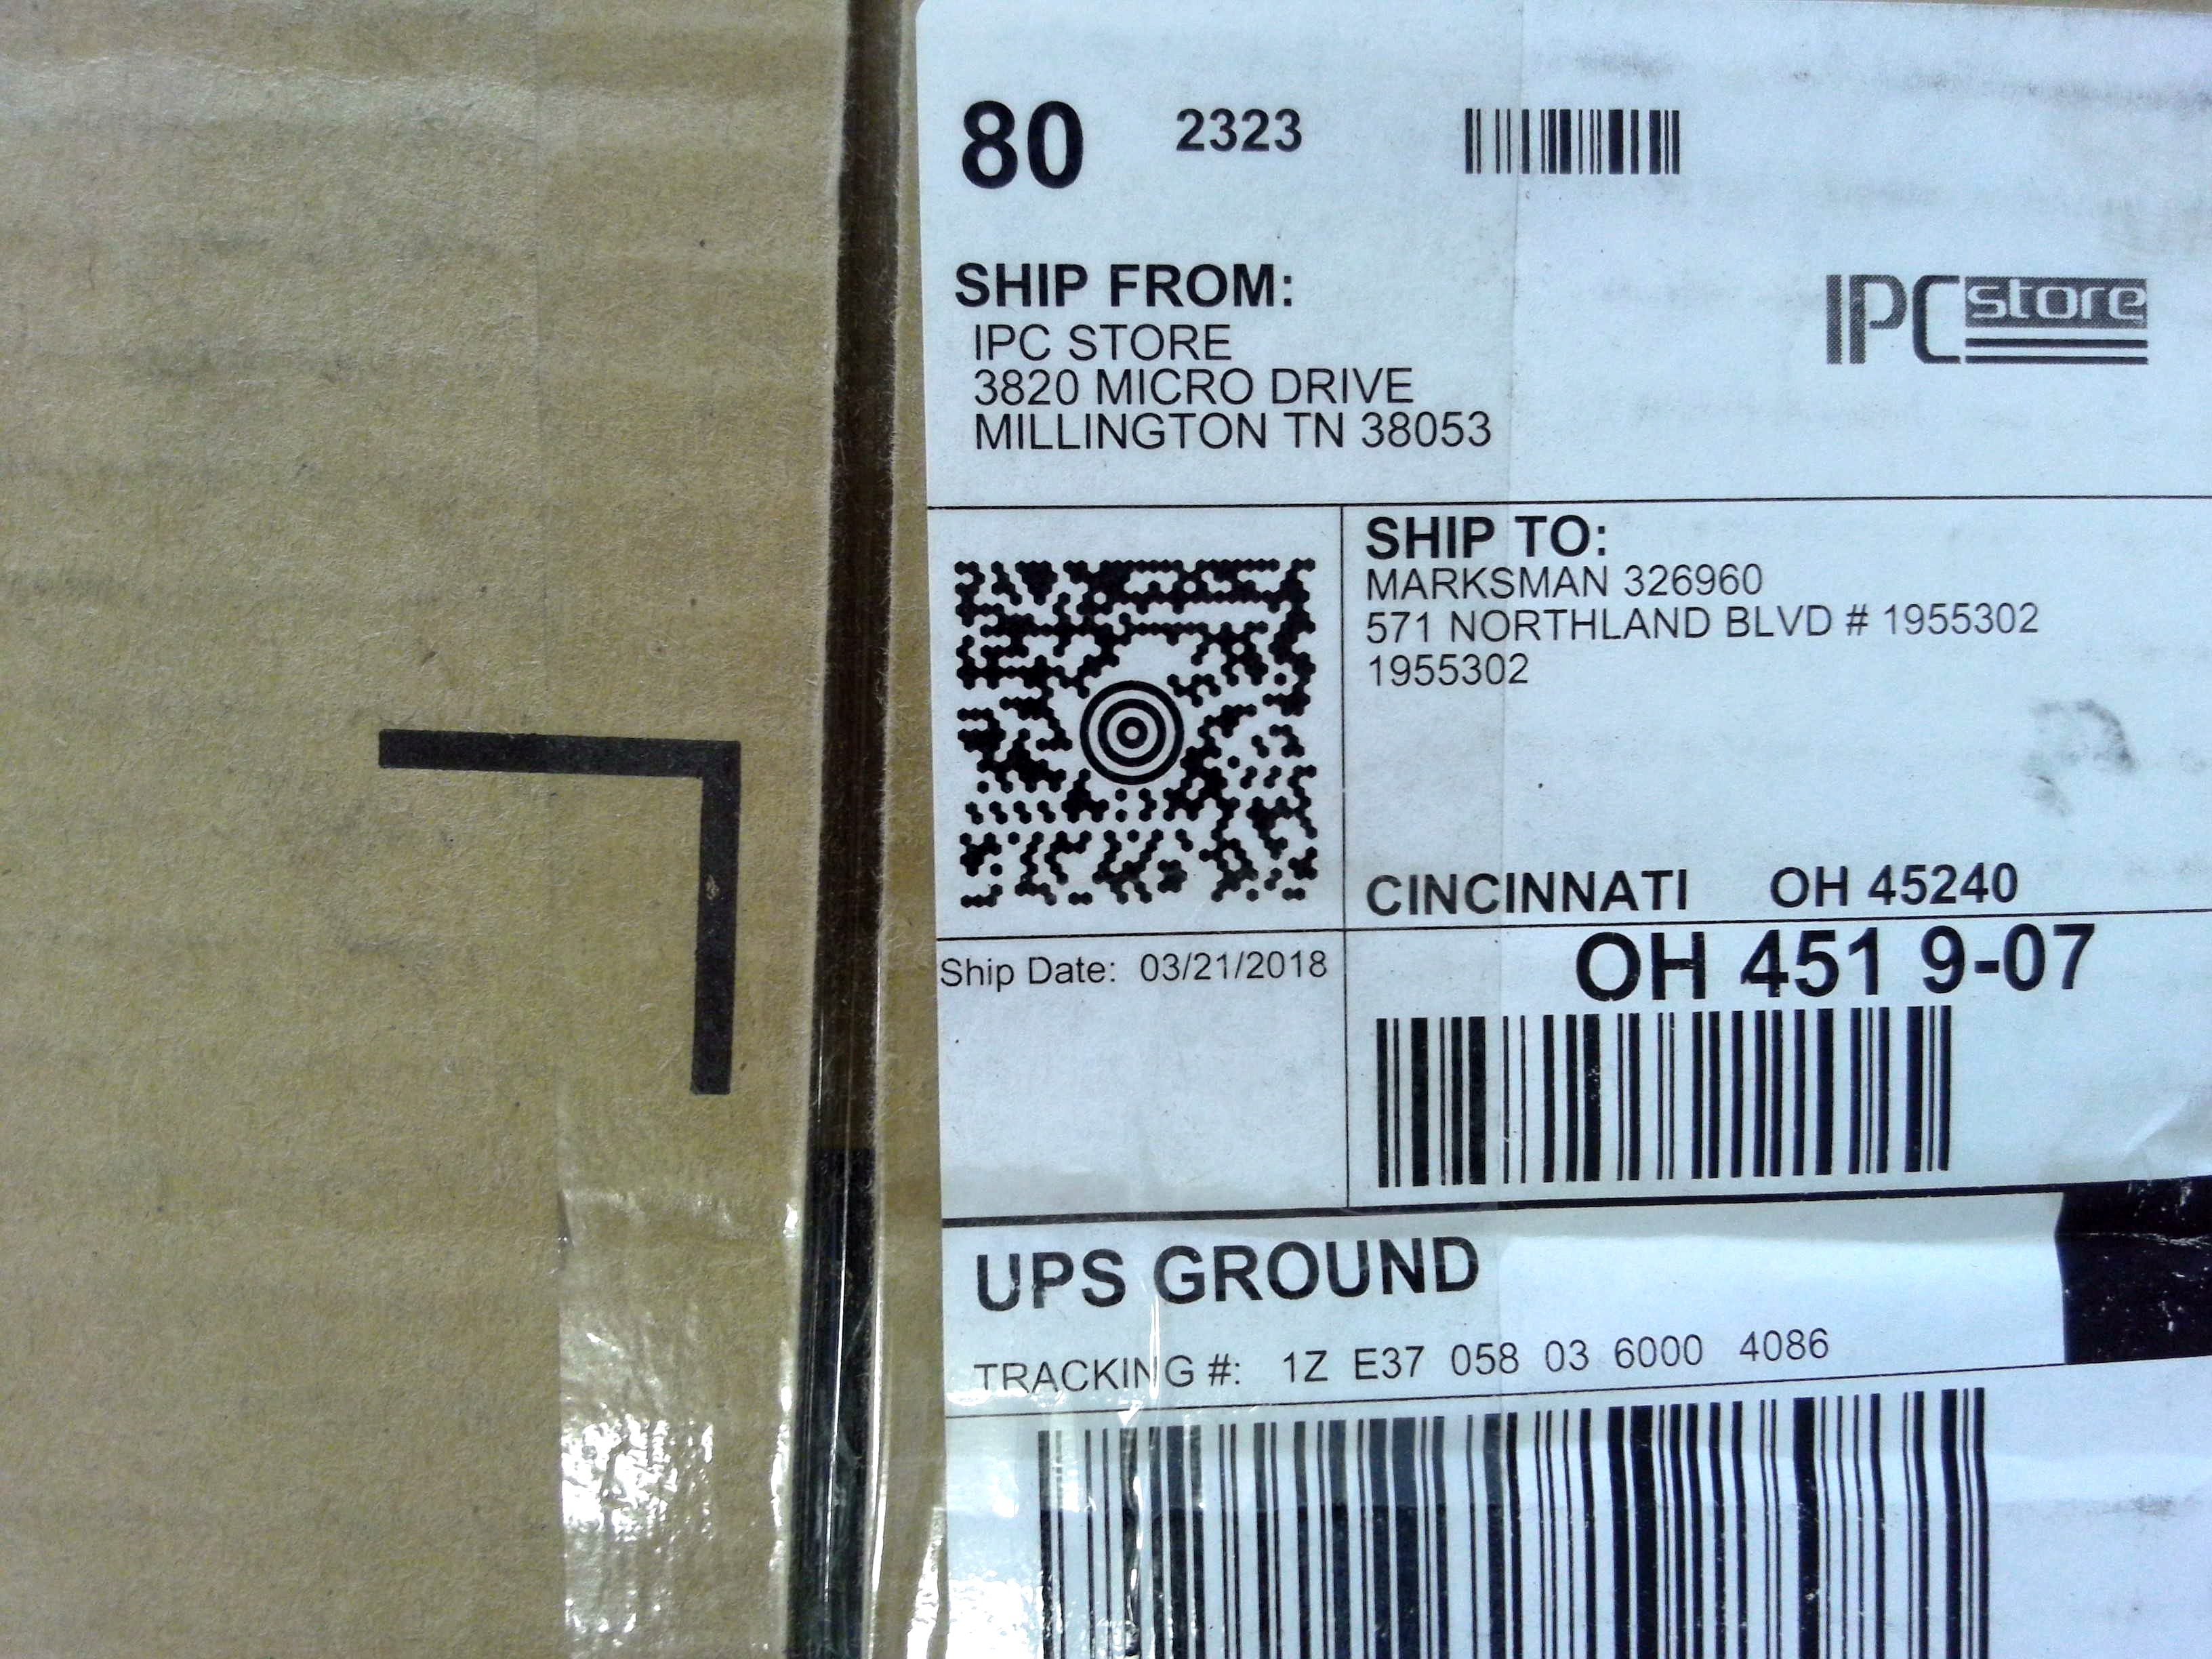 80 2323
SHIP FROM:
IPC STORE
3820 MICRO DRIVE
MILLINGTON TN 38053
IPC store
SHIP TO:
MARKSMAN 326960
571 NORTHLAND BLVD # 1955302
1955302
CINCINNATI OH 45240
Ship Date: 03/21/2018
OH 451 9-07
UPS GROUND
TRACKING #: 1Z E37 058 03 6000 4086